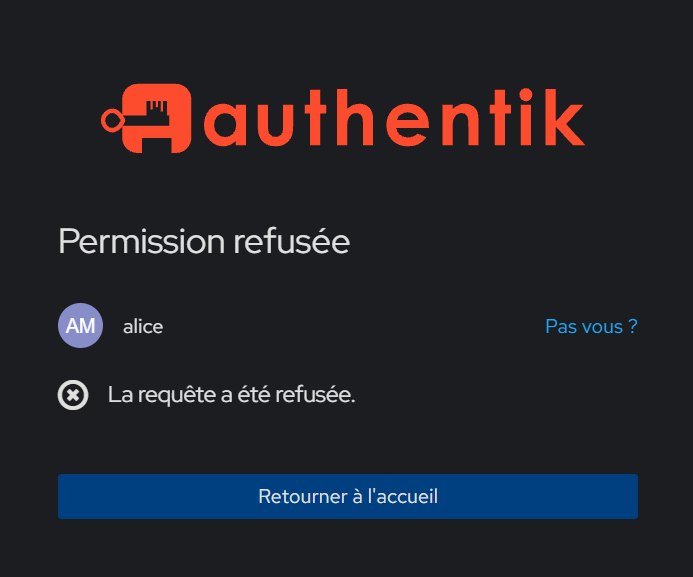 authentik
Permission refusée
AM alice Pas vous ?
La requête a été refusée.
Retourner à l'accueil